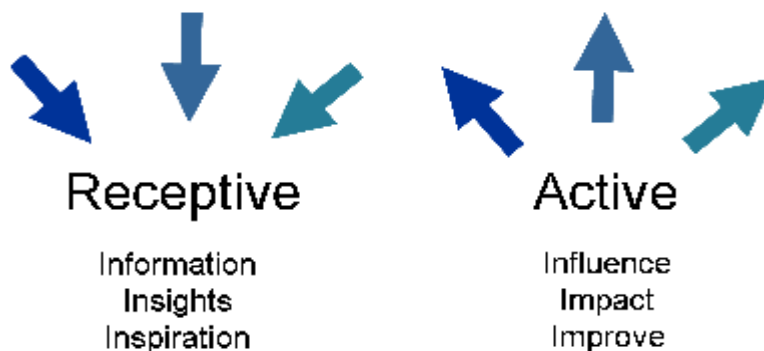 Receptive
Information
Insights
Inspiration
Active
Influence
Impact
Improve